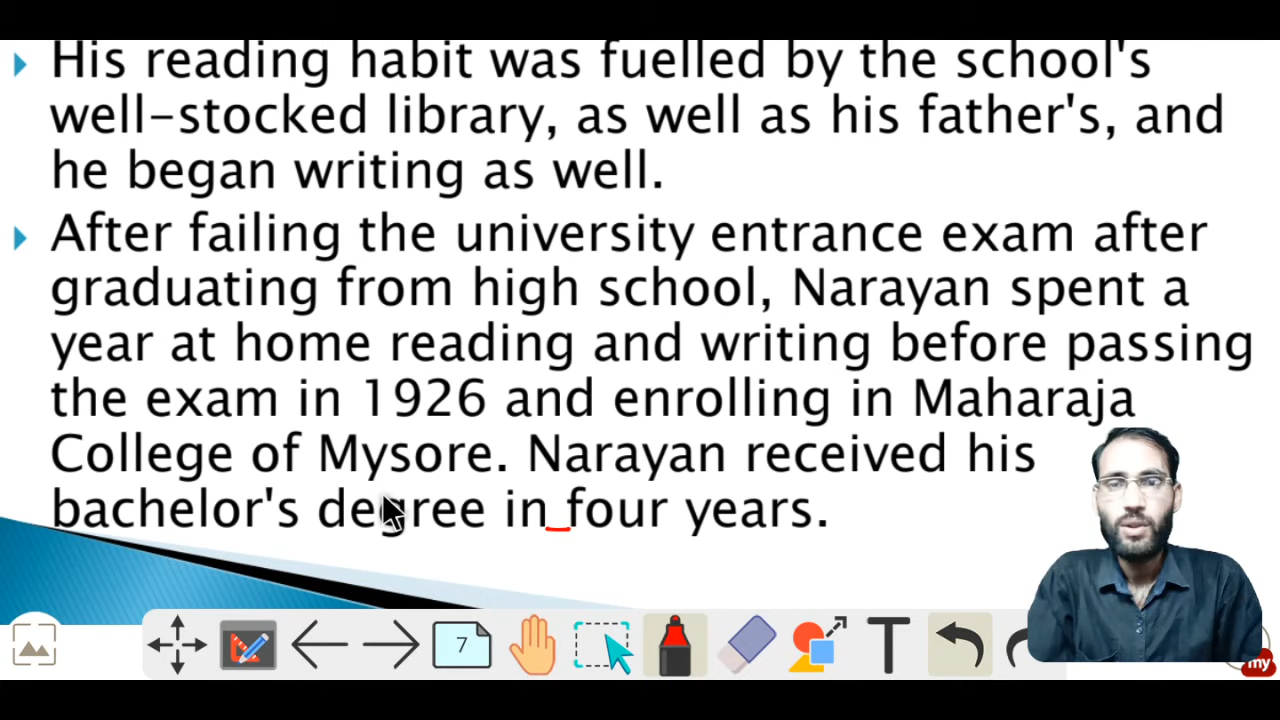 His reading habit was fuelled by the school's
well-stocked library, as well as his father's, and
he began writing as well.
After failing the university entrance exam after
graduating from high school, Narayan spent a
year at home reading and writing before passing
the exam in 1926 and enrolling in Maharaja
College of Mysore. Narayan received his
bachelor's degree in four years.
7
T
my